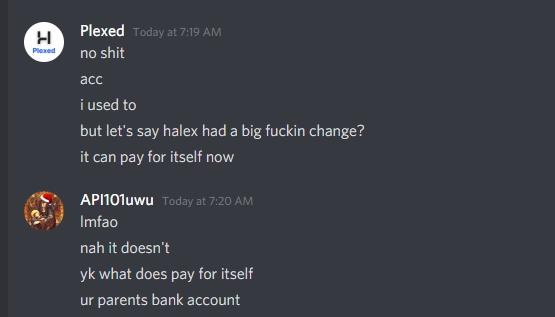 H
Plexed
Plexed Today at 7:19 AM
no shit
acc
i used to
but let's say halex had a big fuckin change?
it can pay for itself now
API101uwu Today at 7:20 AM
lmfao
nah it doesn't
yk what does pay for itself
ur parents bank account